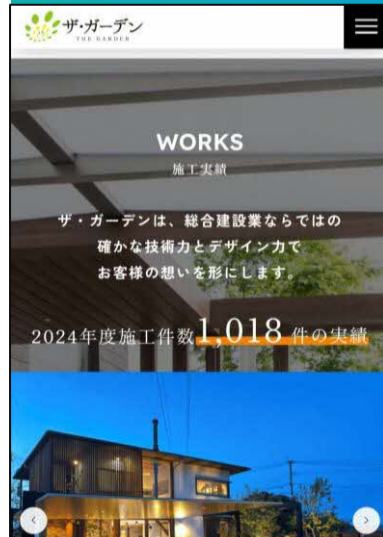 ザ・ガーデン
THE GARDEN
WORKS
施工実績
ザ・ガーデンは、総合建設業ならではの
確かな技術力とデザイン力で
お客様の想いを形にします。
2024年度施工件数1,018件の実績